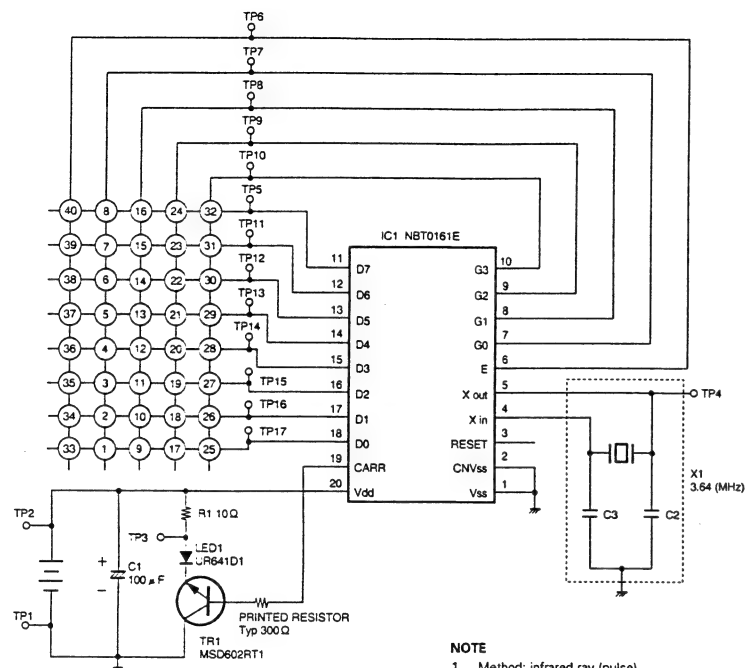 TP6
TP7
TP8
TP9
TP10
TP5
TP11
TP12
TP13
TP14
TP15
TP16
TP17
40 8 16 24 32
39 7 15 23 31
38 6 14 22 30
37 5 13 21 29
36 4 12 20 28
35 3 11 19 27
34 2 10 18 26
33 1 9 17 25
IC1 NBT0161E
11 D7
12 D6
13 D5
14 D4
15 D3
16 D2
17 D1
18 D0
19 CARR
20 Vdd
G3 10
G2 9
G1 8
G0 7
E 6
X out 5
X in 4
RESET 3
CNVss 2
Vss 1
TP4
X1
3.64 (MHz)
C3
C2
TP2
TP1
+
C1
100 μF
−
R1 10Ω
TP3
LED1
UR641D1
PRINTED RESISTOR
Typ 300Ω
TR1
MSD602RT1
NOTE
1. Method: infrared ray (pulse)